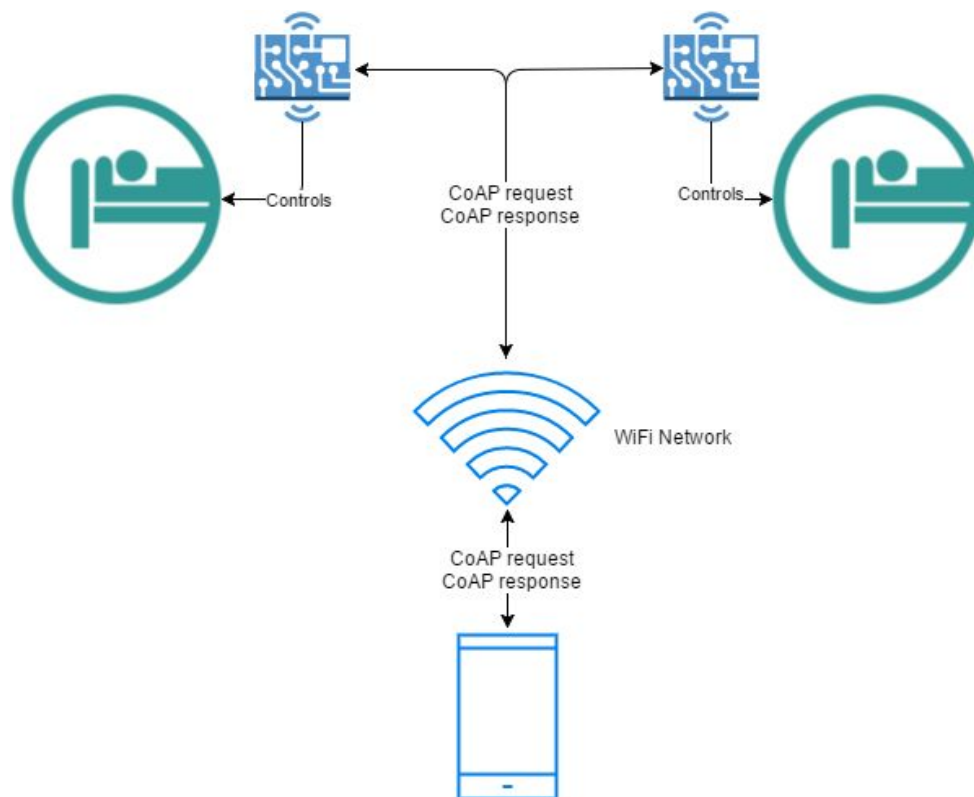 Controls
CoAP request
CoAP response
Controls
WiFi Network
CoAP request
CoAP response